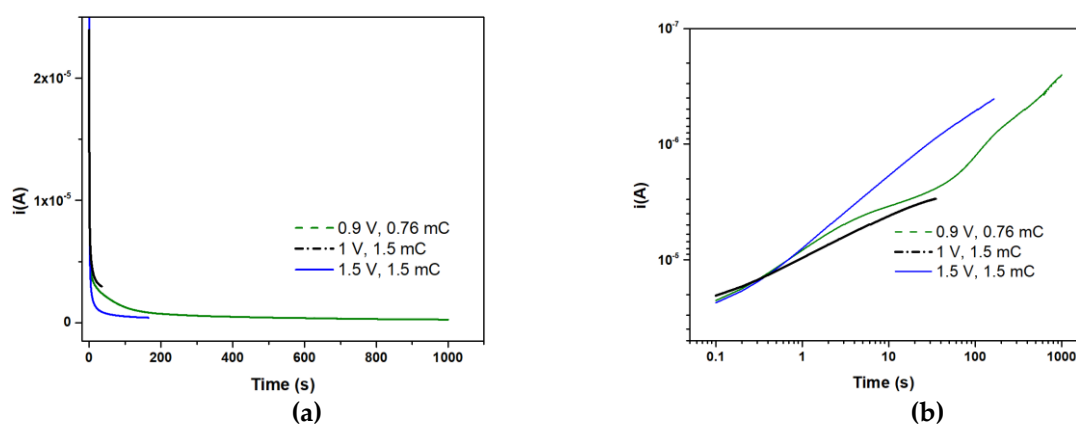 2x10⁻⁵
1x10⁻⁵
0
i(A)
0.9 V, 0.76 mC
1 V, 1.5 mC
1.5 V, 1.5 mC
0 200 400 600 800 1000
Time (s)
(a)
10⁻⁷
10⁻⁶
10⁻⁵
i(A)
0.9 V, 0.76 mC
1 V, 1.5 mC
1.5 V, 1.5 mC
0.1 1 10 100 1000
Time (s)
(b)